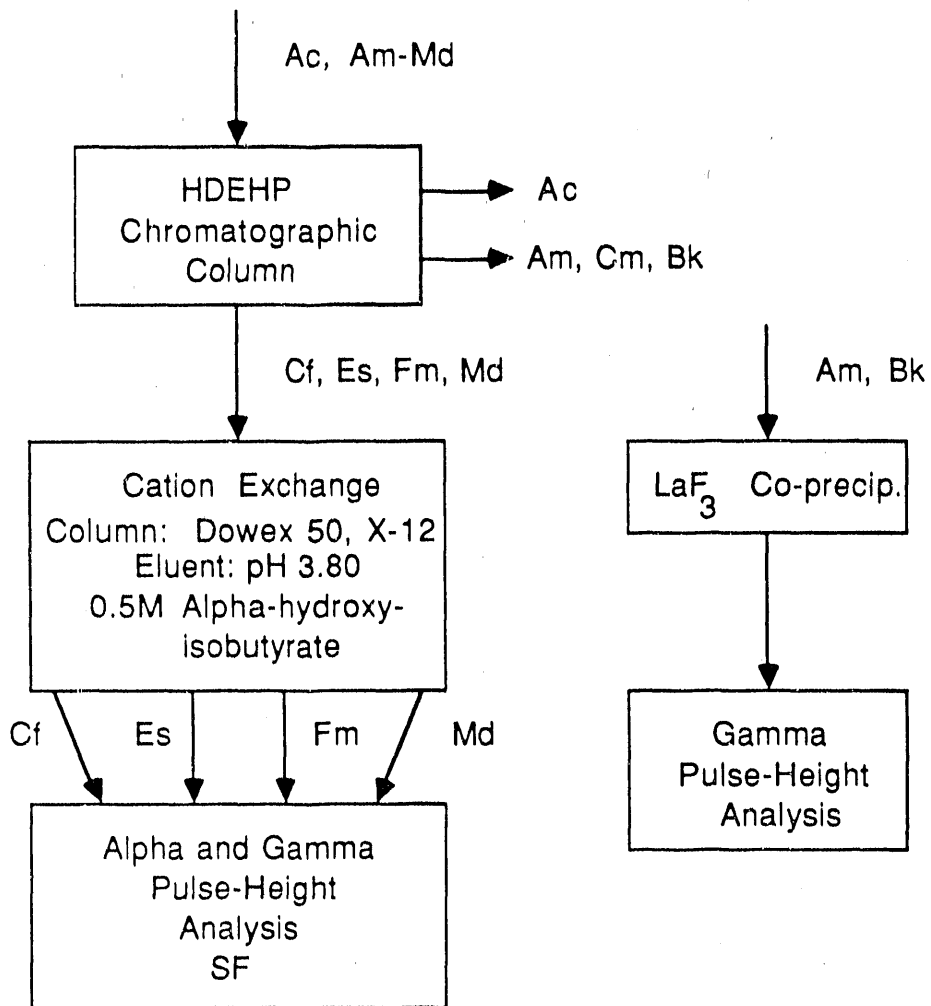 Ac, Am-Md
HDEHP
Chromatographic
Column
Ac
Am, Cm, Bk
Cf, Es, Fm, Md
Cation Exchange
Column: Dowex 50, X-12
Eluent: pH 3.80
0.5M Alpha-hydroxy-
isobutyrate
Cf
Es
Fm
Md
Alpha and Gamma
Pulse-Height
Analysis
SF
Am, Bk
LaF3 Co-precip.
Gamma
Pulse-Height
Analysis